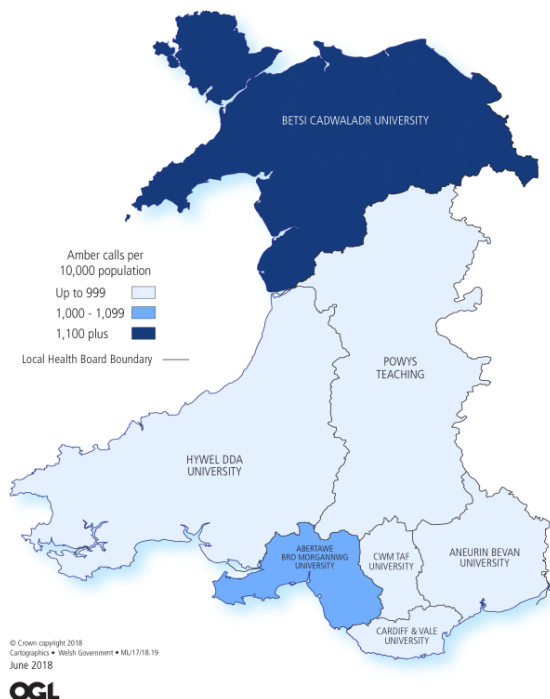 BETSI CADWALADR UNIVERSITY
Amber calls per
10,000 population
Up to 999
1,000 - 1,099
1,100 plus
Local Health Board Boundary
POWYS
TEACHING
HYWEL DDA
UNIVERSITY
ABERTAWE
BRO MORGANNWG
UNIVERSITY
CWM TAF
UNIVERSITY
ANEURIN BEVAN
UNIVERSITY
CARDIFF & VALE
UNIVERSITY
© Crown copyright 2018
Cartographics • Welsh Government • ML/17/18.19
June 2018
OGL